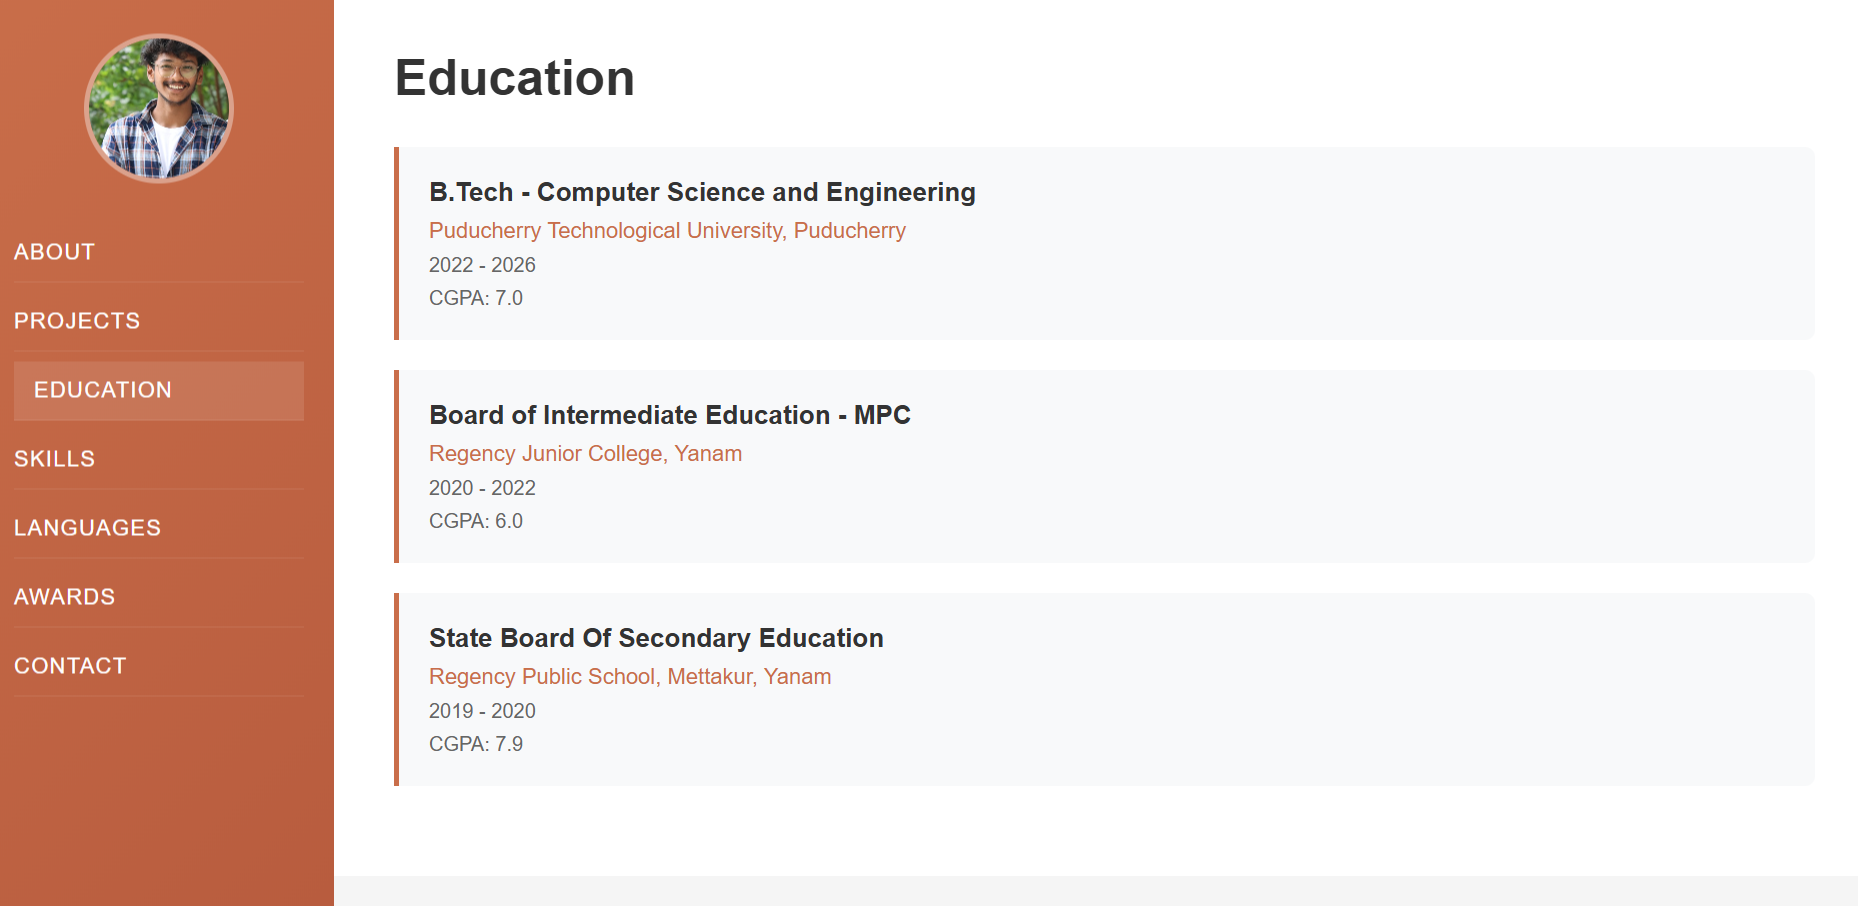 ABOUT
PROJECTS
EDUCATION
SKILLS
LANGUAGES
AWARDS
CONTACT
Education
B.Tech - Computer Science and Engineering
Puducherry Technological University, Puducherry
2022 - 2026
CGPA: 7.0
Board of Intermediate Education - MPC
Regency Junior College, Yanam
2020 - 2022
CGPA: 6.0
State Board Of Secondary Education
Regency Public School, Mettakur, Yanam
2019 - 2020
CGPA: 7.9